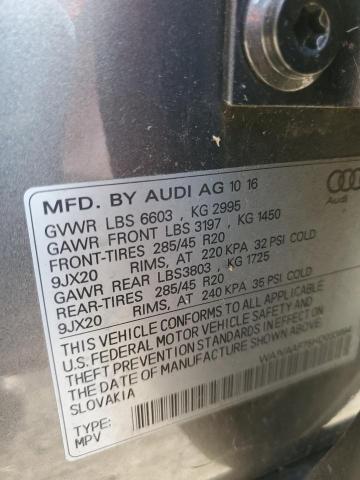 MFD. BY AUDI AG 10 16
GVWR LBS 6603 , KG 2995
GAWR FRONT LBS 3197 , KG 1450
FRONT-TIRES 285/45 R20
9JX20 RIMS, AT 220 KPA 32 PSI COLD
GAWR REAR LBS3803 , KG 1725
REAR-TIRES 285/45 R20
9JX20 RIMS, AT 240 KPA 35 PSI COLD
THIS VEHICLE CONFORMS TO ALL APPLICABLE
U.S. FEDERAL MOTOR VEHICLE SAFETY AND
THEFT PREVENTION STANDARDS IN EFFECT ON
THE DATE OF MANUFACTURE SHOWN ABOVE
SLOVAKIA
TYPE:
MPV